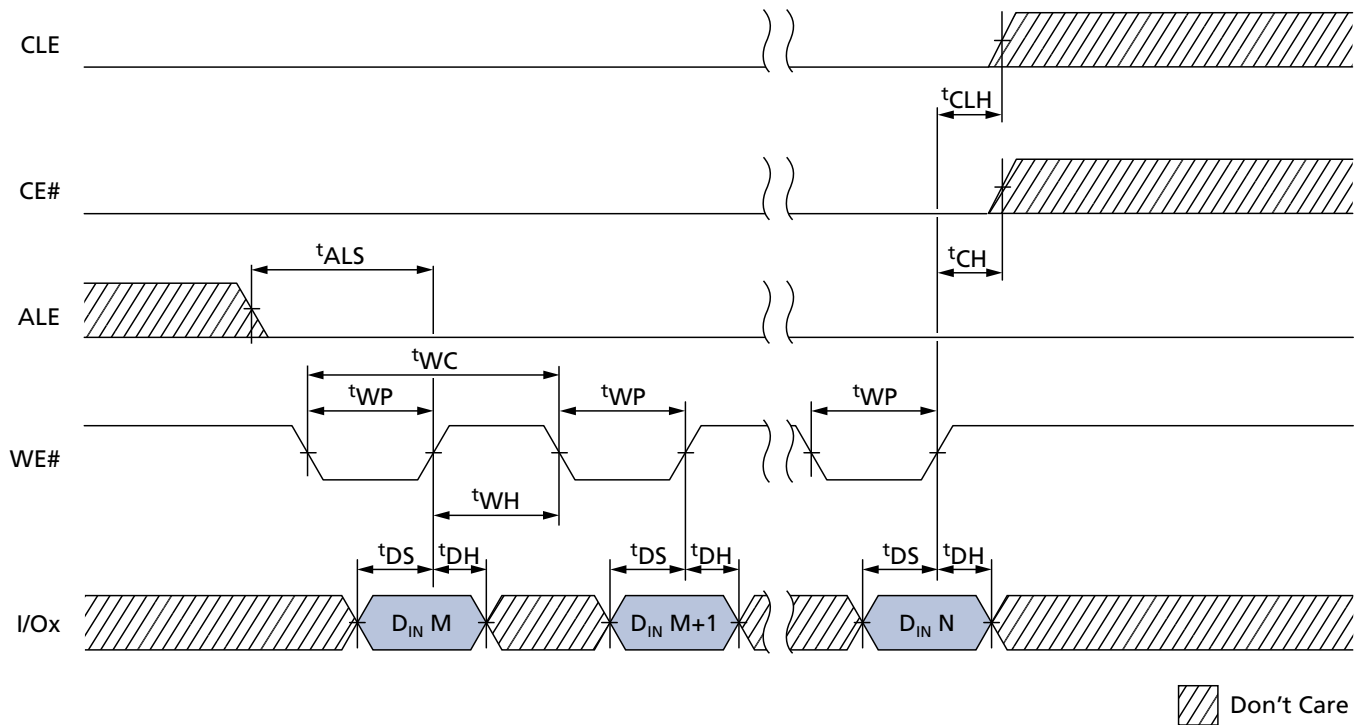 CLE
tCLH
CE#
tCH
tALS
ALE
tWC
tWP tWP tWP
WE#
tWH
tDS tDH tDS tDH tDS tDH
I/Ox DIN M DIN M+1 DIN N
Don't Care